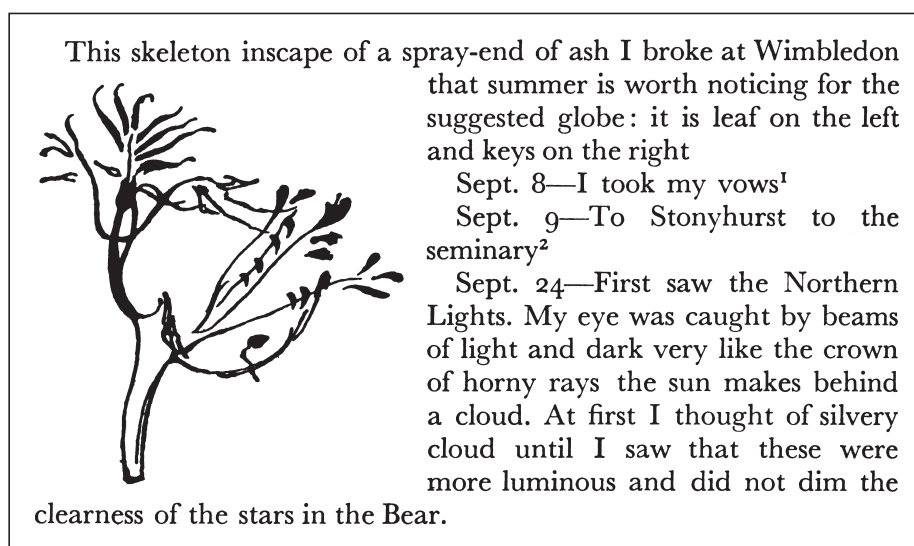 This skeleton inscape of a spray-end of ash I broke at Wimbledon
that summer is worth noticing for the
suggested globe: it is leaf on the left
and keys on the right
Sept. 8—I took my vows¹
Sept. 9—To Stonyhurst to the
seminary²
Sept. 24—First saw the Northern
Lights. My eye was caught by beams
of light and dark very like the crown
of horny rays the sun makes behind
a cloud. At first I thought of silvery
cloud until I saw that these were
more luminous and did not dim the
clearness of the stars in the Bear.